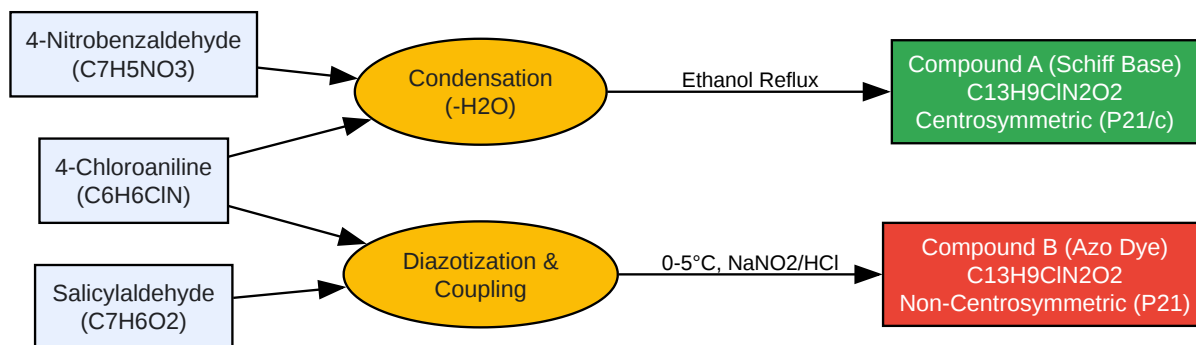 4-Nitrobenzaldehyde
(C7H5NO3)
Condensation
(-H2O)
Ethanol Reflux
Compound A (Schiff Base)
C13H9ClN2O2
Centrosymmetric (P21/c)
4-Chloroaniline
(C6H6ClN)
Salicylaldehyde
(C7H6O2)
Diazotization &
Coupling
0-5°C, NaNO2/HCl
Compound B (Azo Dye)
C13H9ClN2O2
Non-Centrosymmetric (P21)